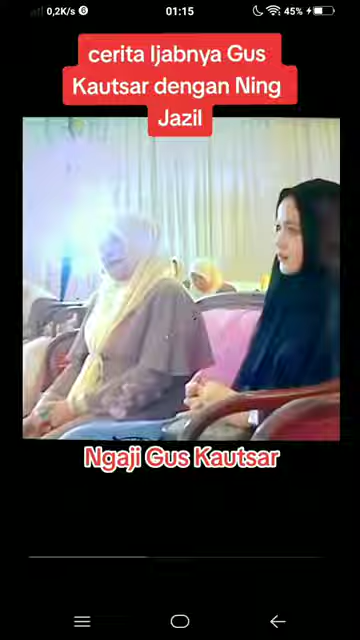 0,2K/s
01:15
45%
cerita Ijabnya Gus
Kautsar dengan Ning
Jazil
Ngaji Gus Kautsar